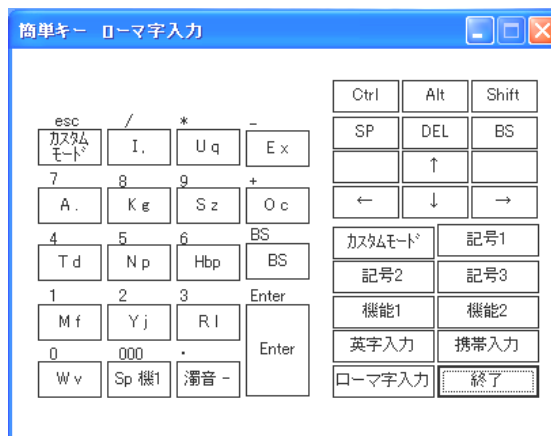 簡単キー ローマ字入力
Ctrl Alt Shift
esc / * -
カスタムモード I, U q E x
SP DEL BS
↑
7 8 9 +
A. K g S z O c
← ↓ →
4 5 6 BS
T d N p Hbp BS
カスタムモード 記号1
記号2 記号3
1 2 3 Enter
M f Y j R l Enter
機能1 機能2
英字入力 携帯入力
0 000 ・
W v Sp 機1 濁音 -
ローマ字入力 終了